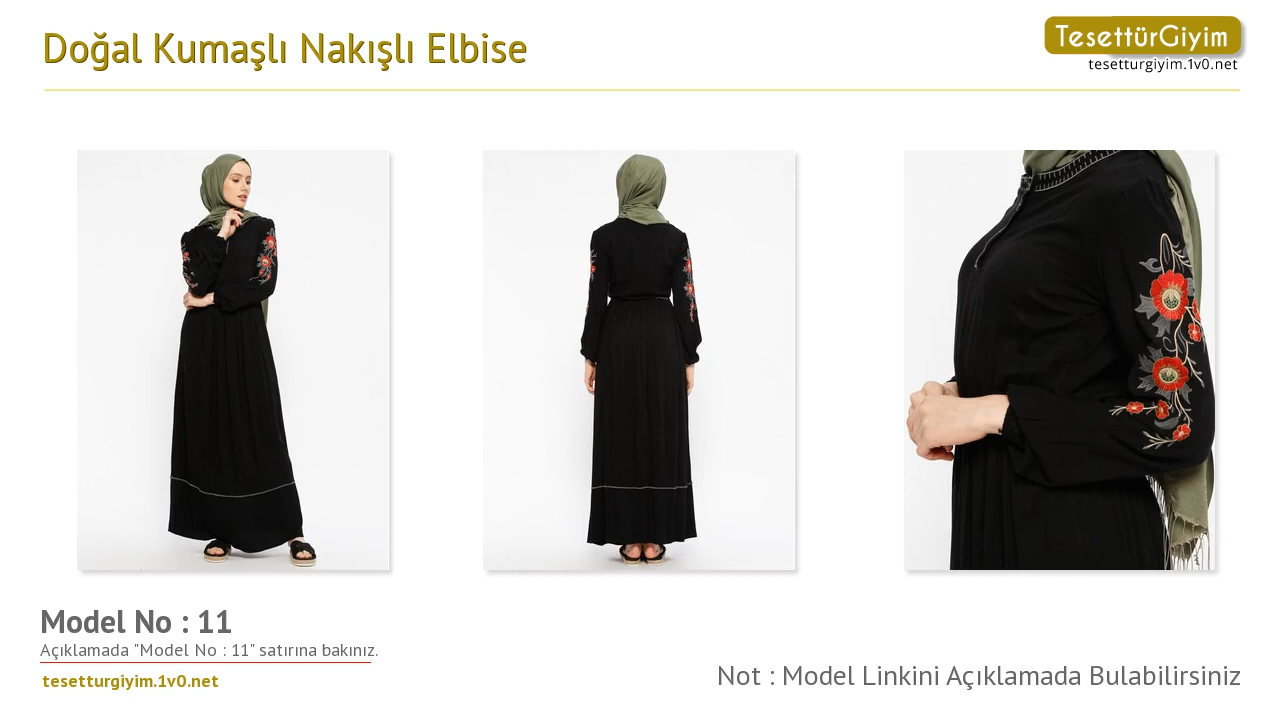 Doğal Kumaşlı Nakışlı Elbise
TesettürGiyim
tesetturgiyim.1v0.net
Model No : 11
Açıklamada "Model No : 11" satırına bakınız.
tesetturgiyim.1v0.net
Not : Model Linkini Açıklamada Bulabilirsiniz